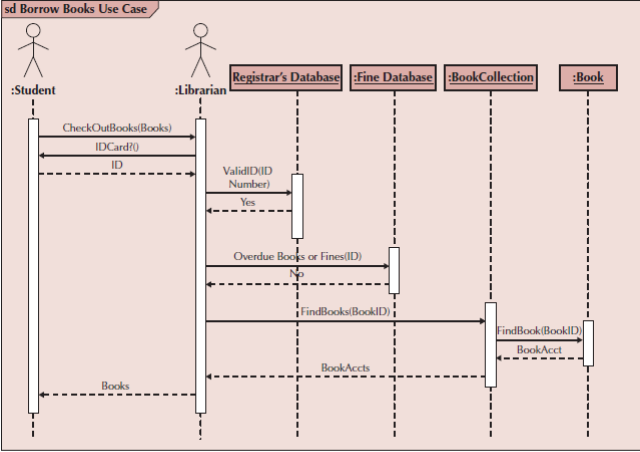 sd Borrow Books Use Case
:Student
:Librarian
Registrar's Database
:Fine Database
:BookCollection
:Book
CheckOutBooks(Books)
IDCard?()
ID
ValidID(ID
Number)
Yes
Overdue Books or Fines(ID)
No
FindBooks(BookID)
FindBook(BookID)
BookAcct
BookAccts
Books